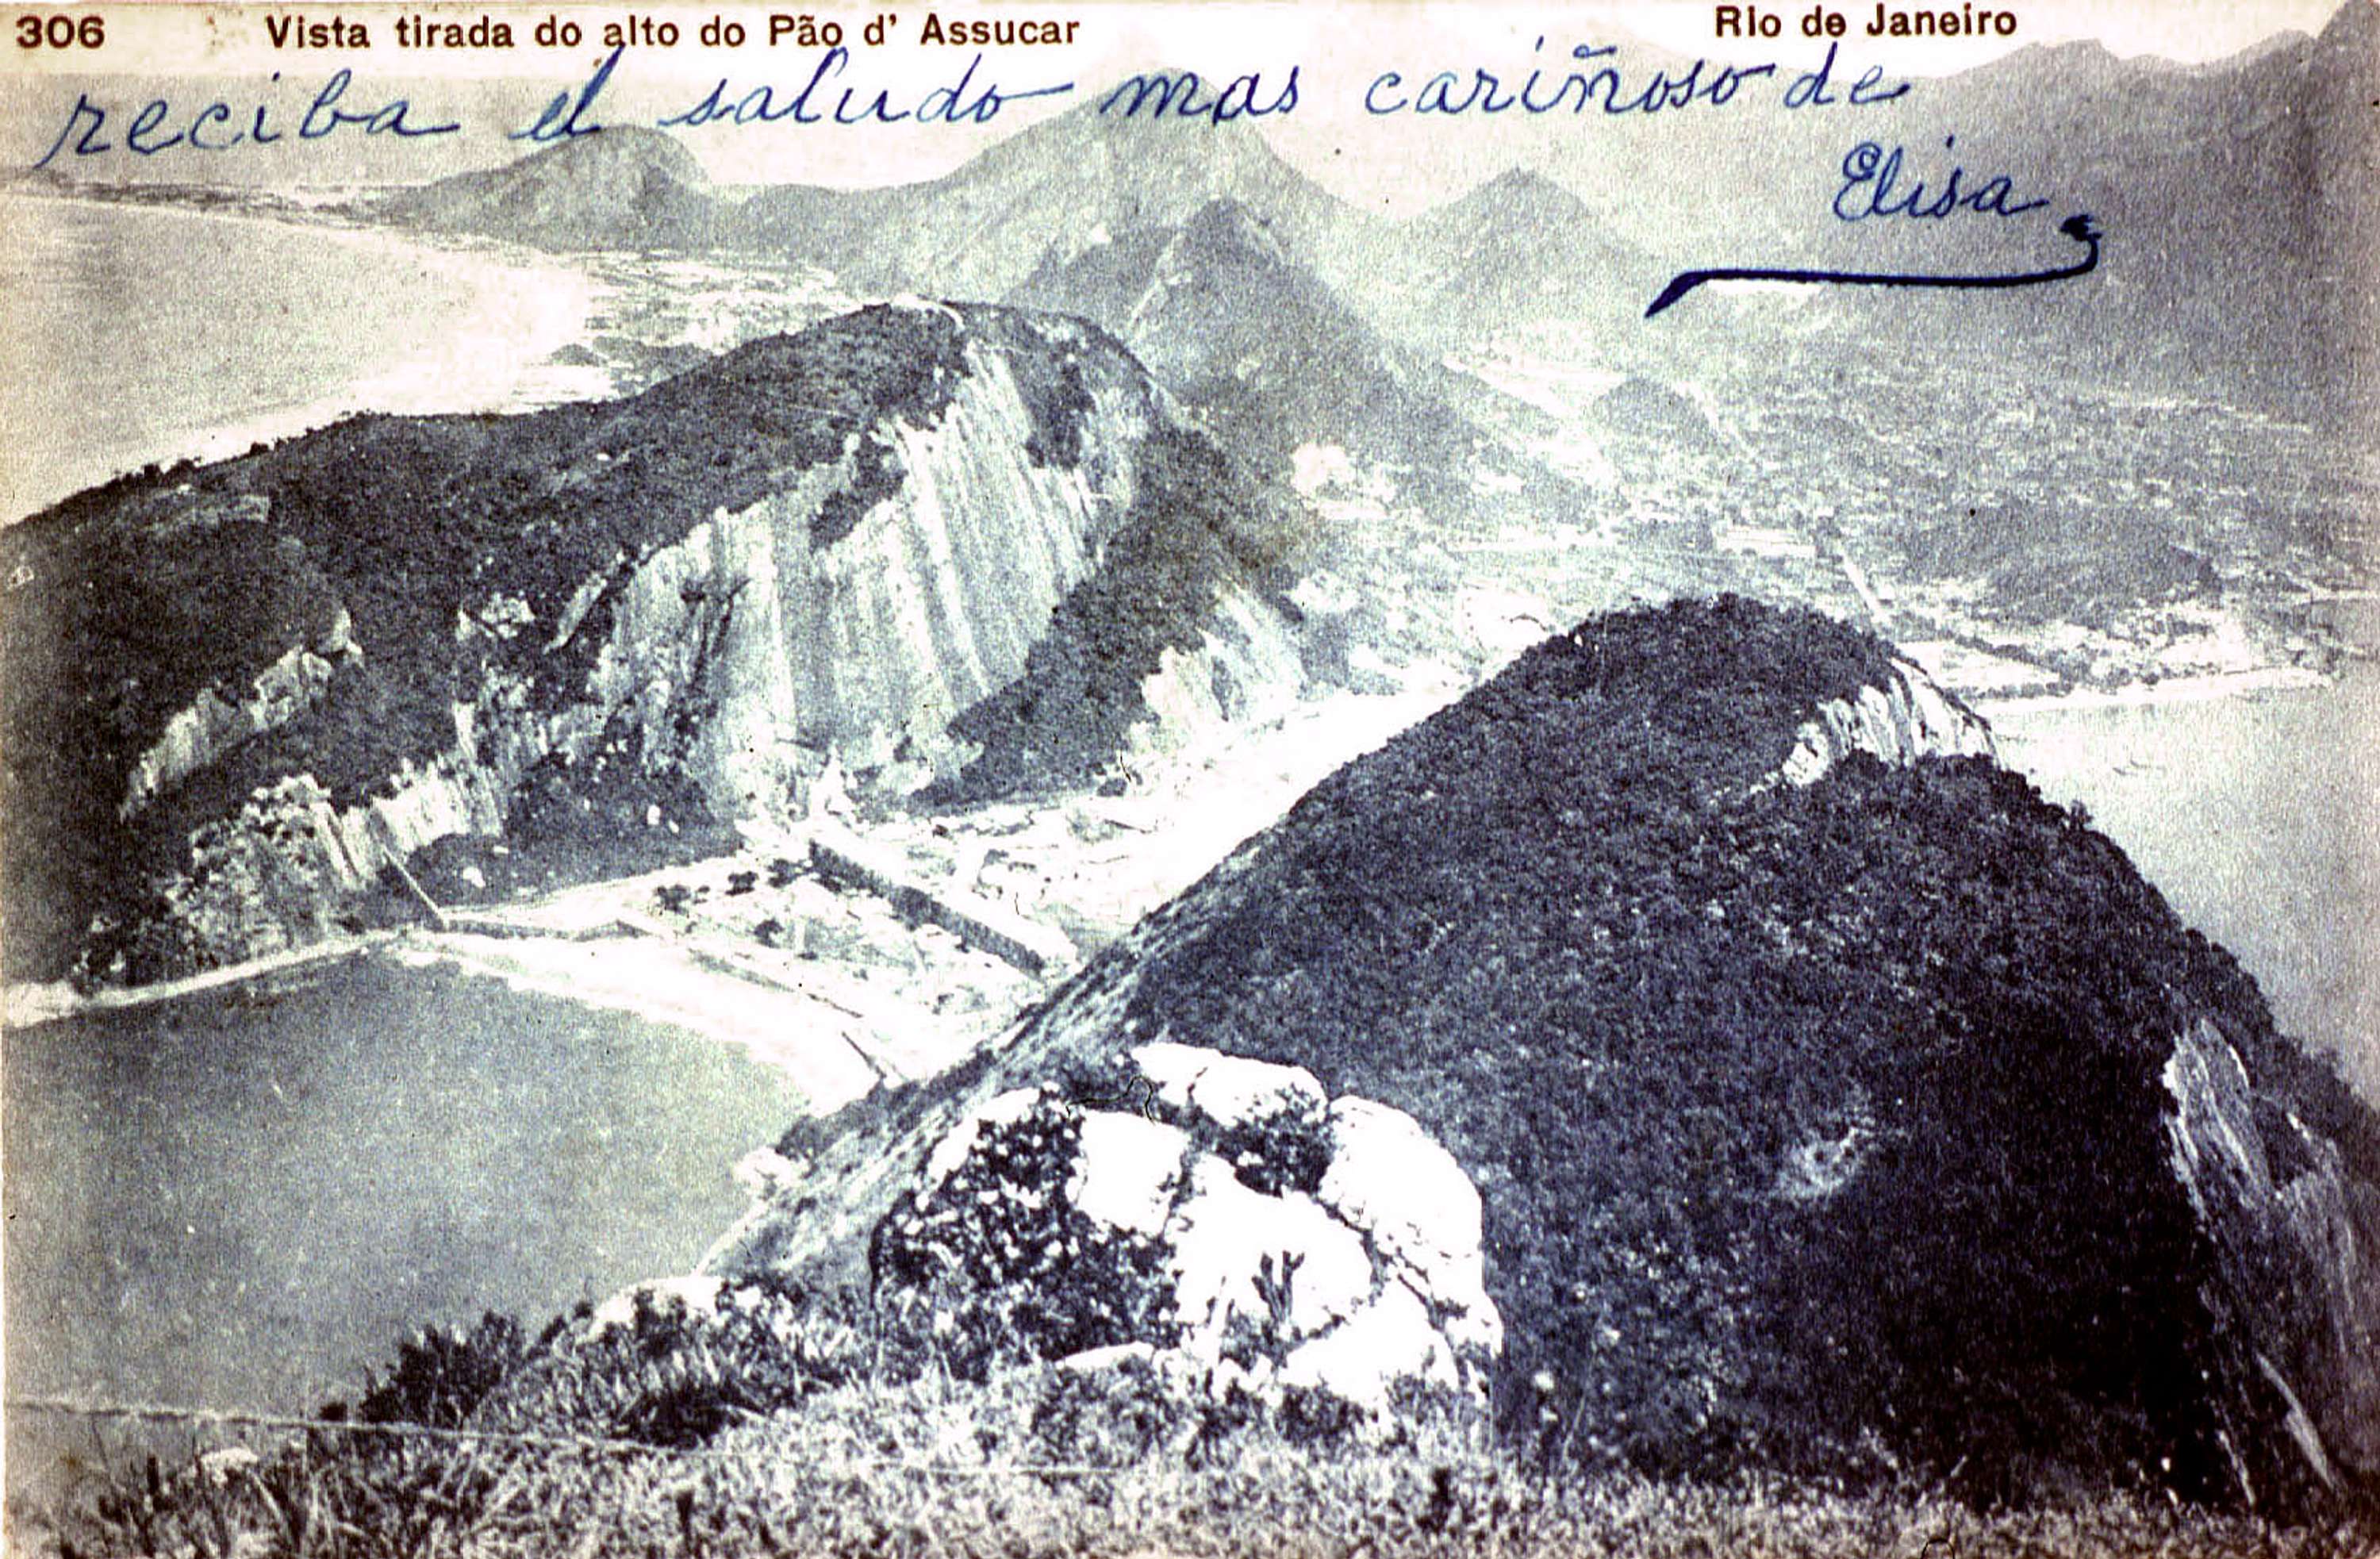 306 Vista tirada do alto do Pão d' Assucar Rio de Janeiro
reciba el saludo mas cariñoso de
Elisa